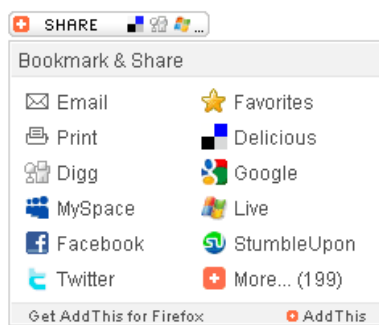 SHARE ...
Bookmark & Share
Email Favorites
Print Delicious
Digg Google
MySpace Live
Facebook StumbleUpon
Twitter More... (199)
Get AddThis for Firefox AddThis